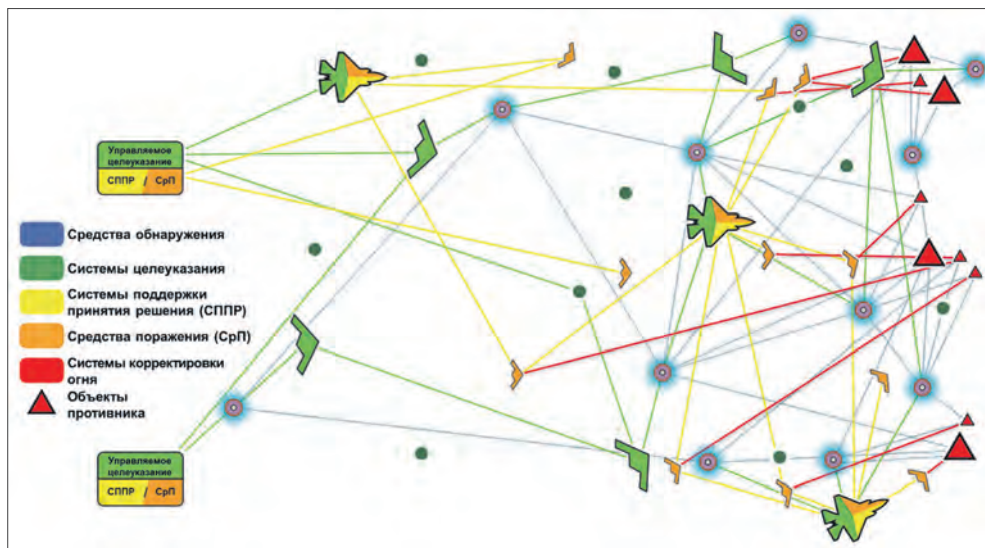 Управляемое
целеуказание
СППР / СрП
Средства обнаружения
Системы целеуказания
Системы поддержки
принятия решения (СППР)
Средства поражения (СрП)
Системы корректировки
огня
Объекты
противника
Управляемое
целеуказание
СППР / СрП